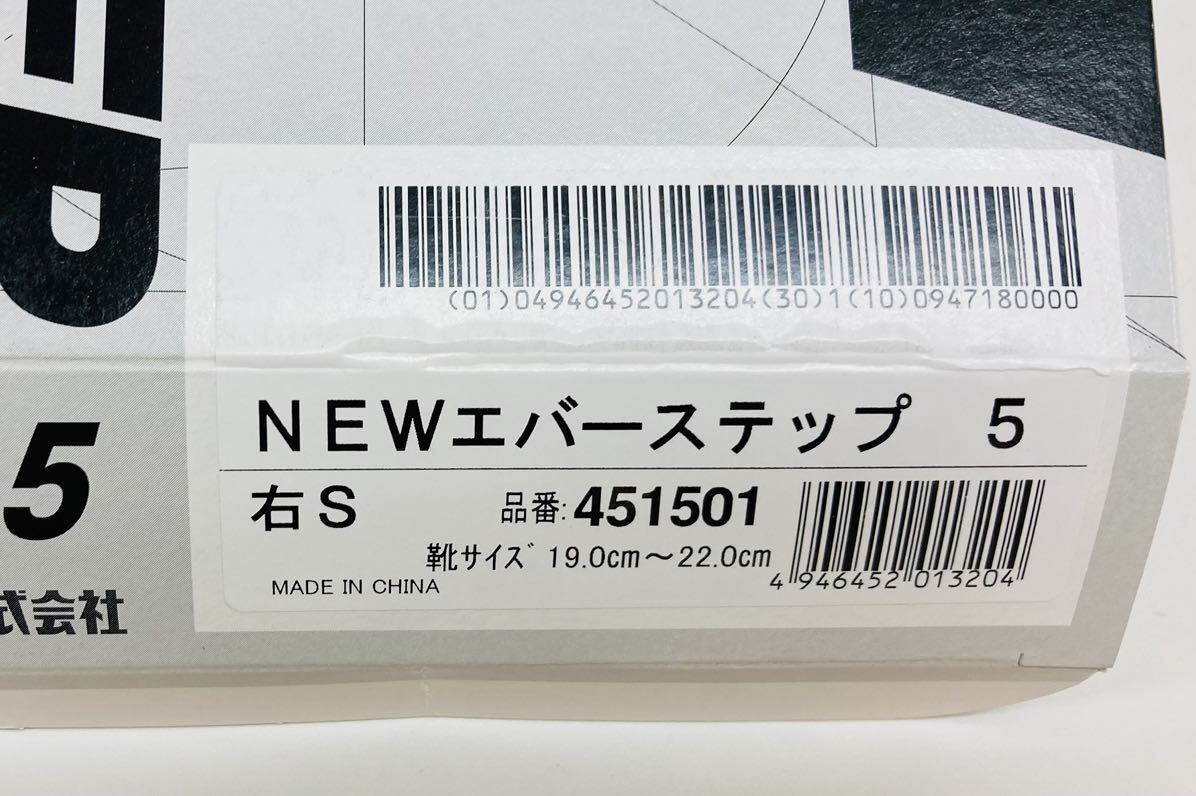 (01)04946452013204(30)1(10)0947180000
NEWエバーステップ 5
右S 品番:451501
靴サイズ 19.0cm～22.0cm
MADE IN CHINA
4 946452 013204
5
式会社